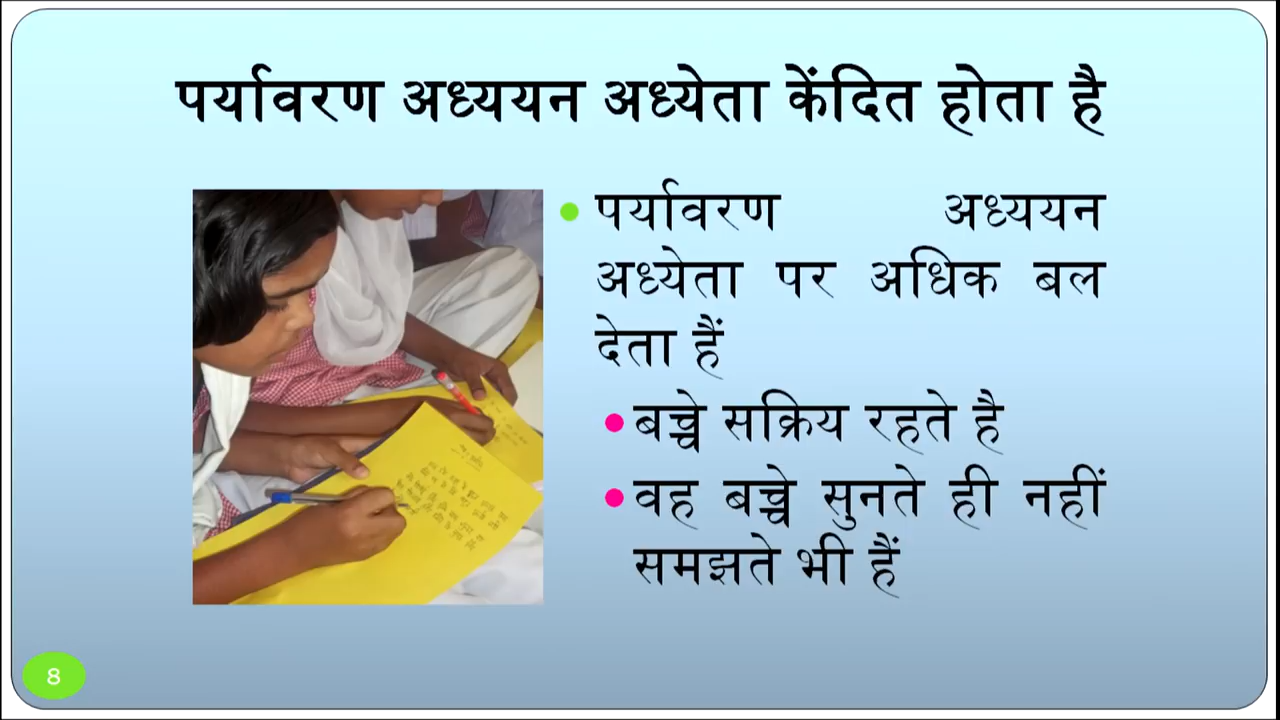 पर्यावरण अध्ययन अध्येता केंदित होता है
पर्यावरण अध्ययन
अध्येता पर अधिक बल
देता हैं
बच्चे सक्रिय रहते है
वह बच्चे सुनते ही नहीं
समझते भी हैं
8